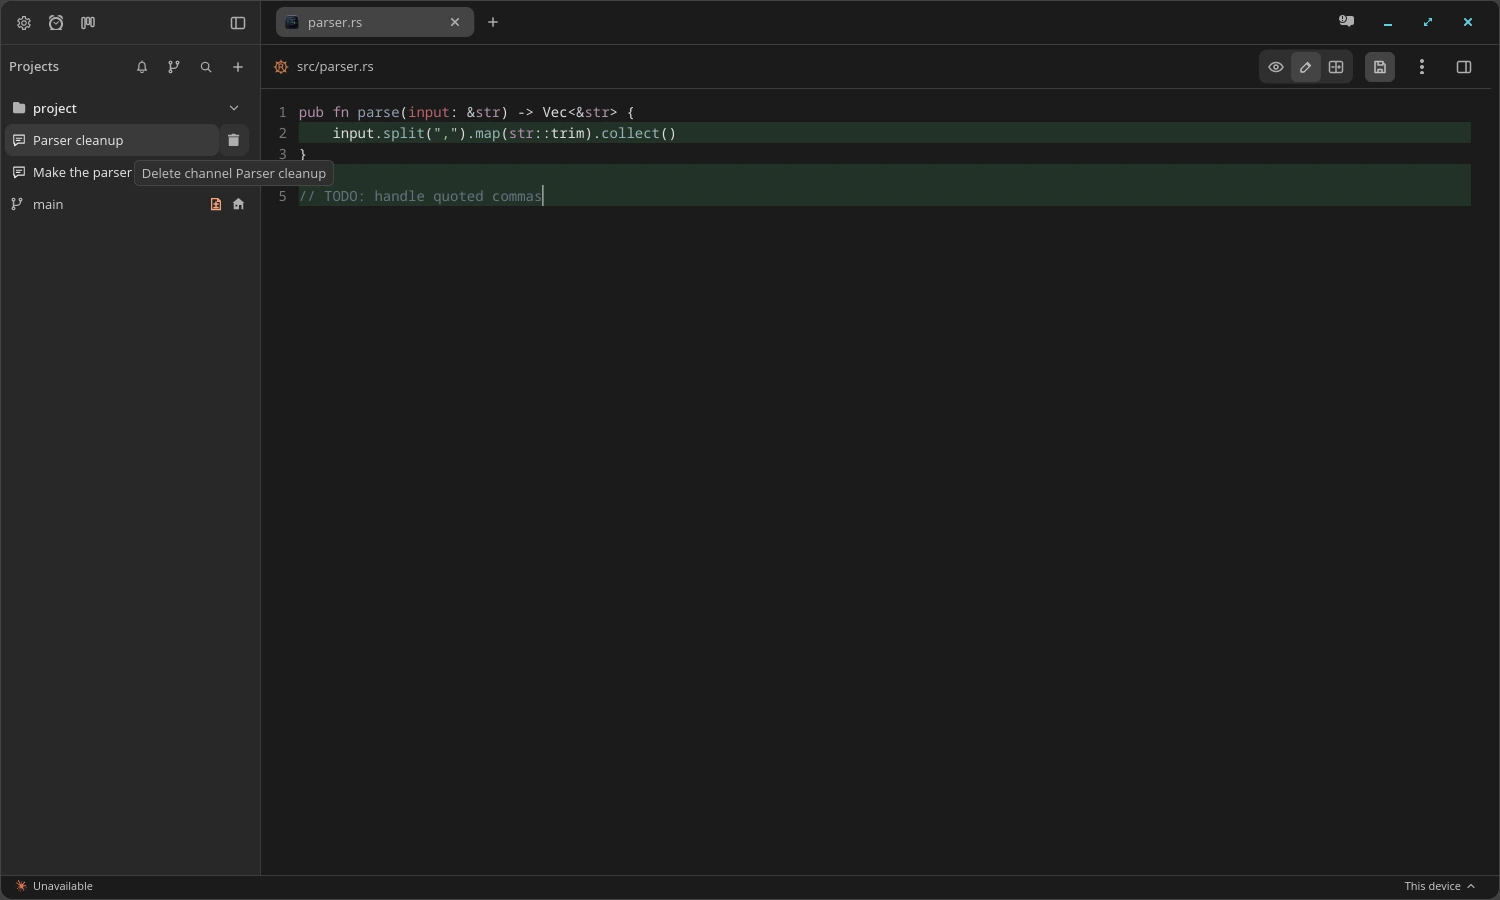 parser.rs
Projects
src/parser.rs
project
Parser cleanup
Make the parser
Delete channel Parser cleanup
main
1 pub fn parse(input: &str) -> Vec<&str> {
2     input.split(",").map(str::trim).collect()
3 }
5 // TODO: handle quoted commas
Unavailable
This device